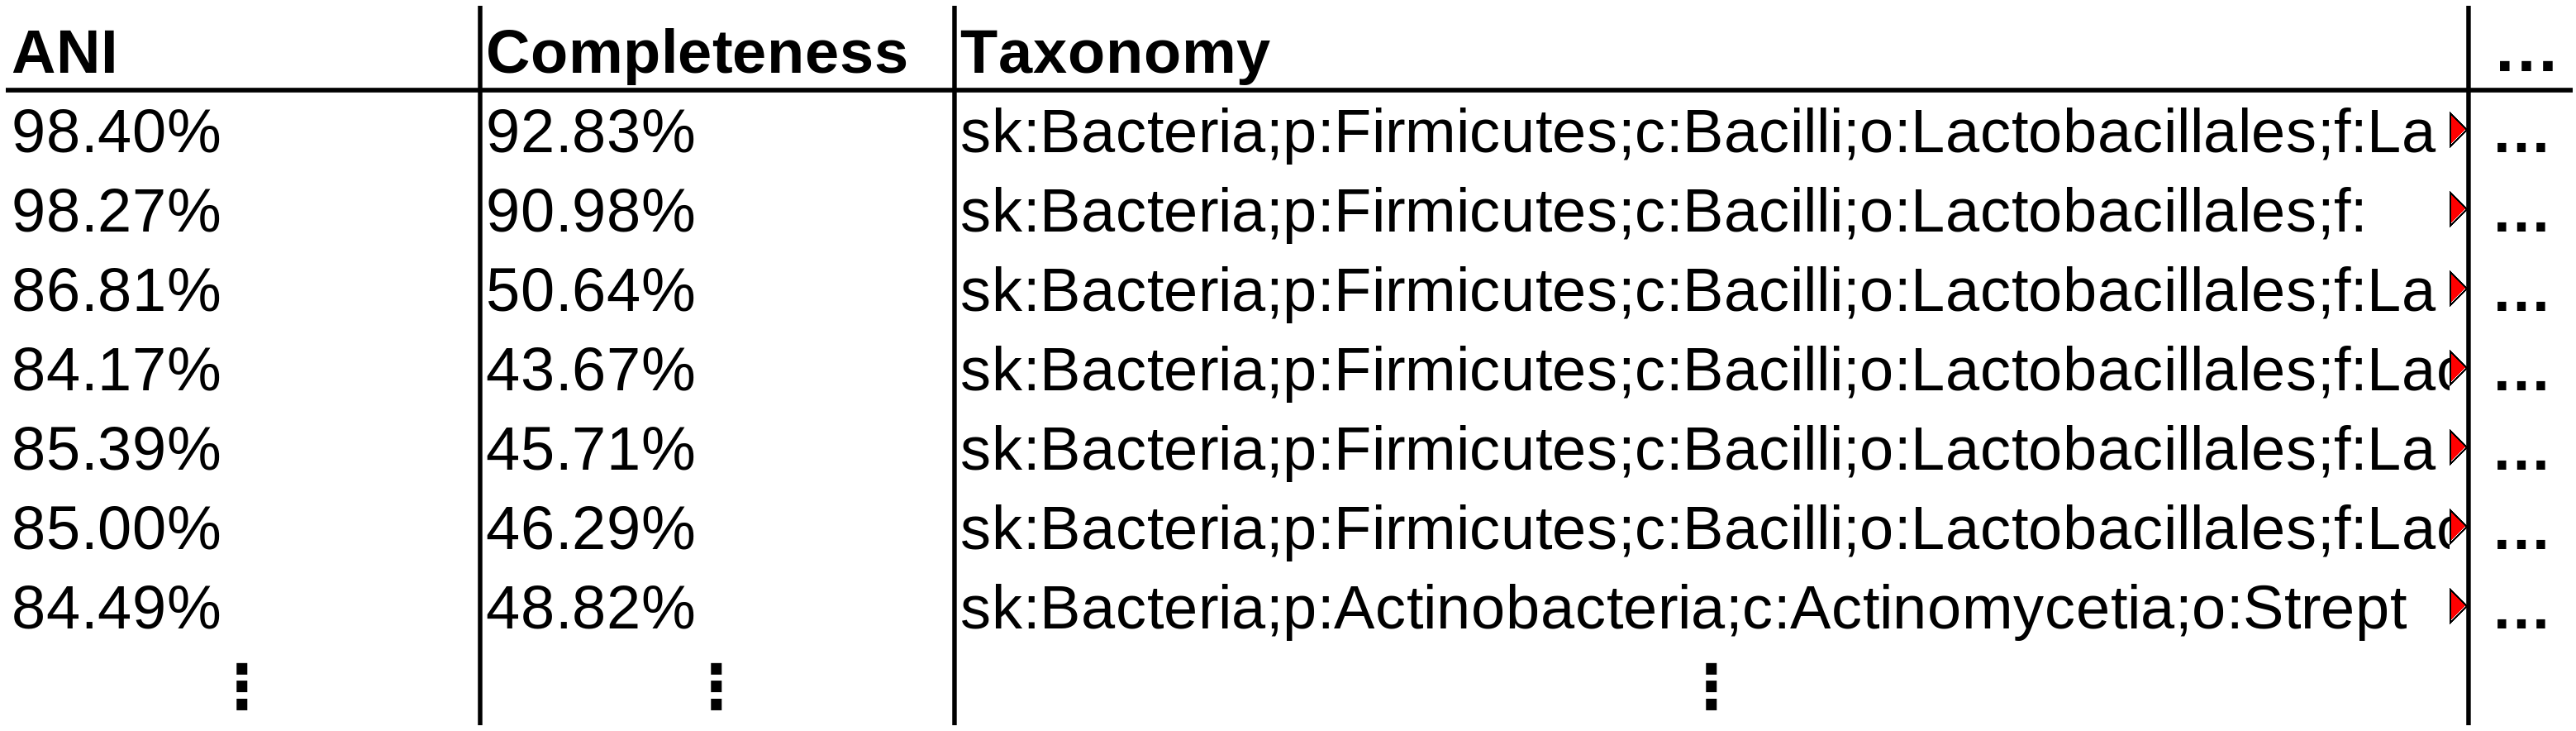 ANI Completeness Taxonomy ...
98.40% 92.83% sk:Bacteria;p:Firmicutes;c:Bacilli;o:Lactobacillales;f:La ...
98.27% 90.98% sk:Bacteria;p:Firmicutes;c:Bacilli;o:Lactobacillales;f: ...
86.81% 50.64% sk:Bacteria;p:Firmicutes;c:Bacilli;o:Lactobacillales;f:La ...
84.17% 43.67% sk:Bacteria;p:Firmicutes;c:Bacilli;o:Lactobacillales;f:Lac ...
85.39% 45.71% sk:Bacteria;p:Firmicutes;c:Bacilli;o:Lactobacillales;f:La ...
85.00% 46.29% sk:Bacteria;p:Firmicutes;c:Bacilli;o:Lactobacillales;f:Lac ...
84.49% 48.82% sk:Bacteria;p:Actinobacteria;c:Actinomycetia;o:Strept ...
⋮ ⋮ ⋮